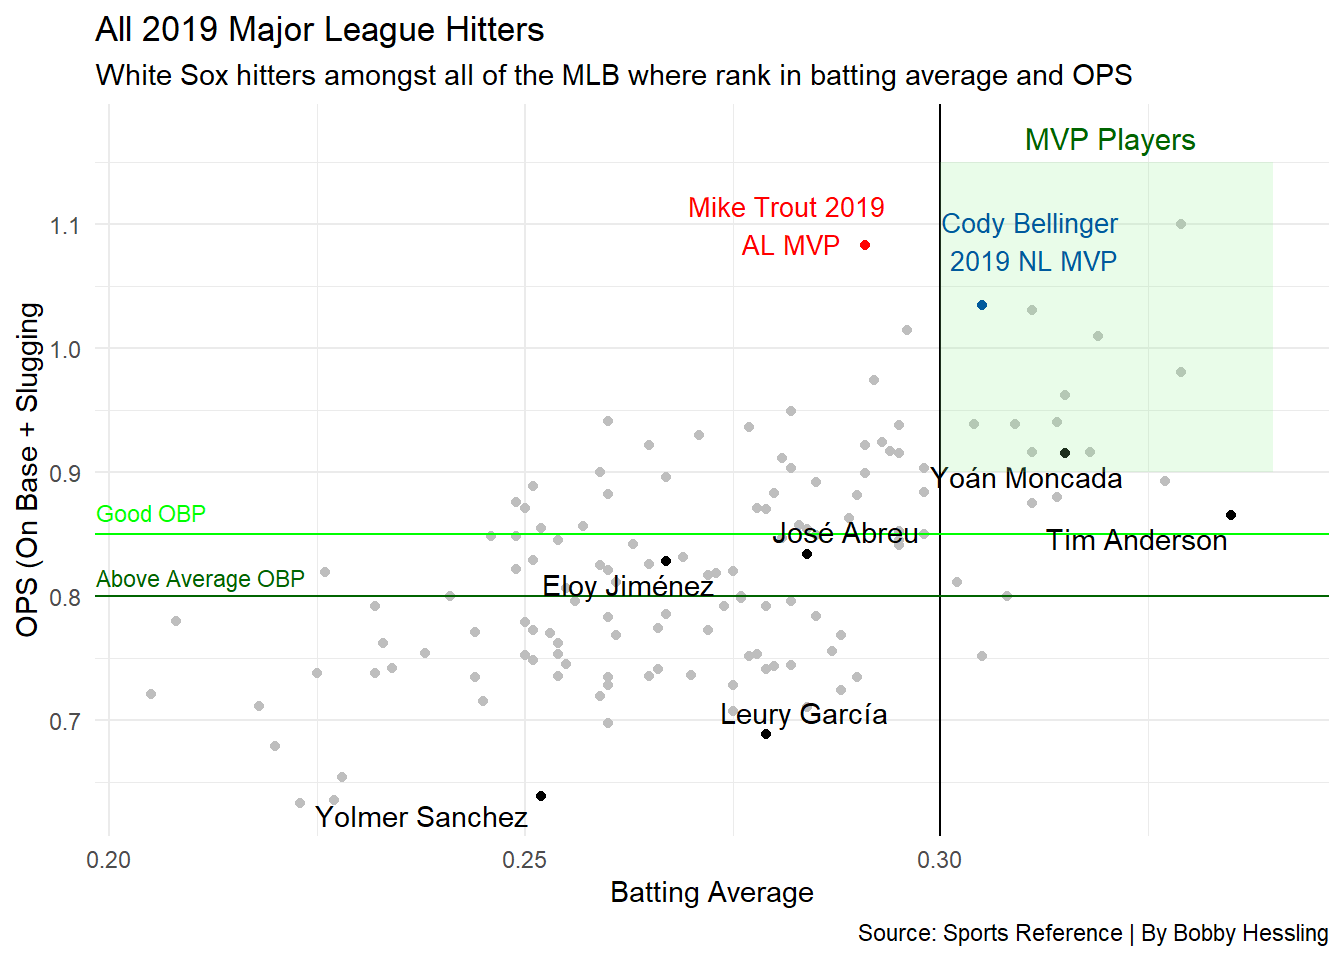 All 2019 Major League Hitters
White Sox hitters amongst all of the MLB where rank in batting average and OPS
MVP Players
Mike Trout 2019
AL MVP
Cody Bellinger
2019 NL MVP
1.1
1.0
0.9
0.8
0.7
OPS (On Base + Slugging
Yoán Moncada
Good OBP
José Abreu
Tim Anderson
Above Average OBP
Eloy Jiménez
Leury García
Yolmer Sanchez
0.20
0.25
0.30
Batting Average
Source: Sports Reference | By Bobby Hessling